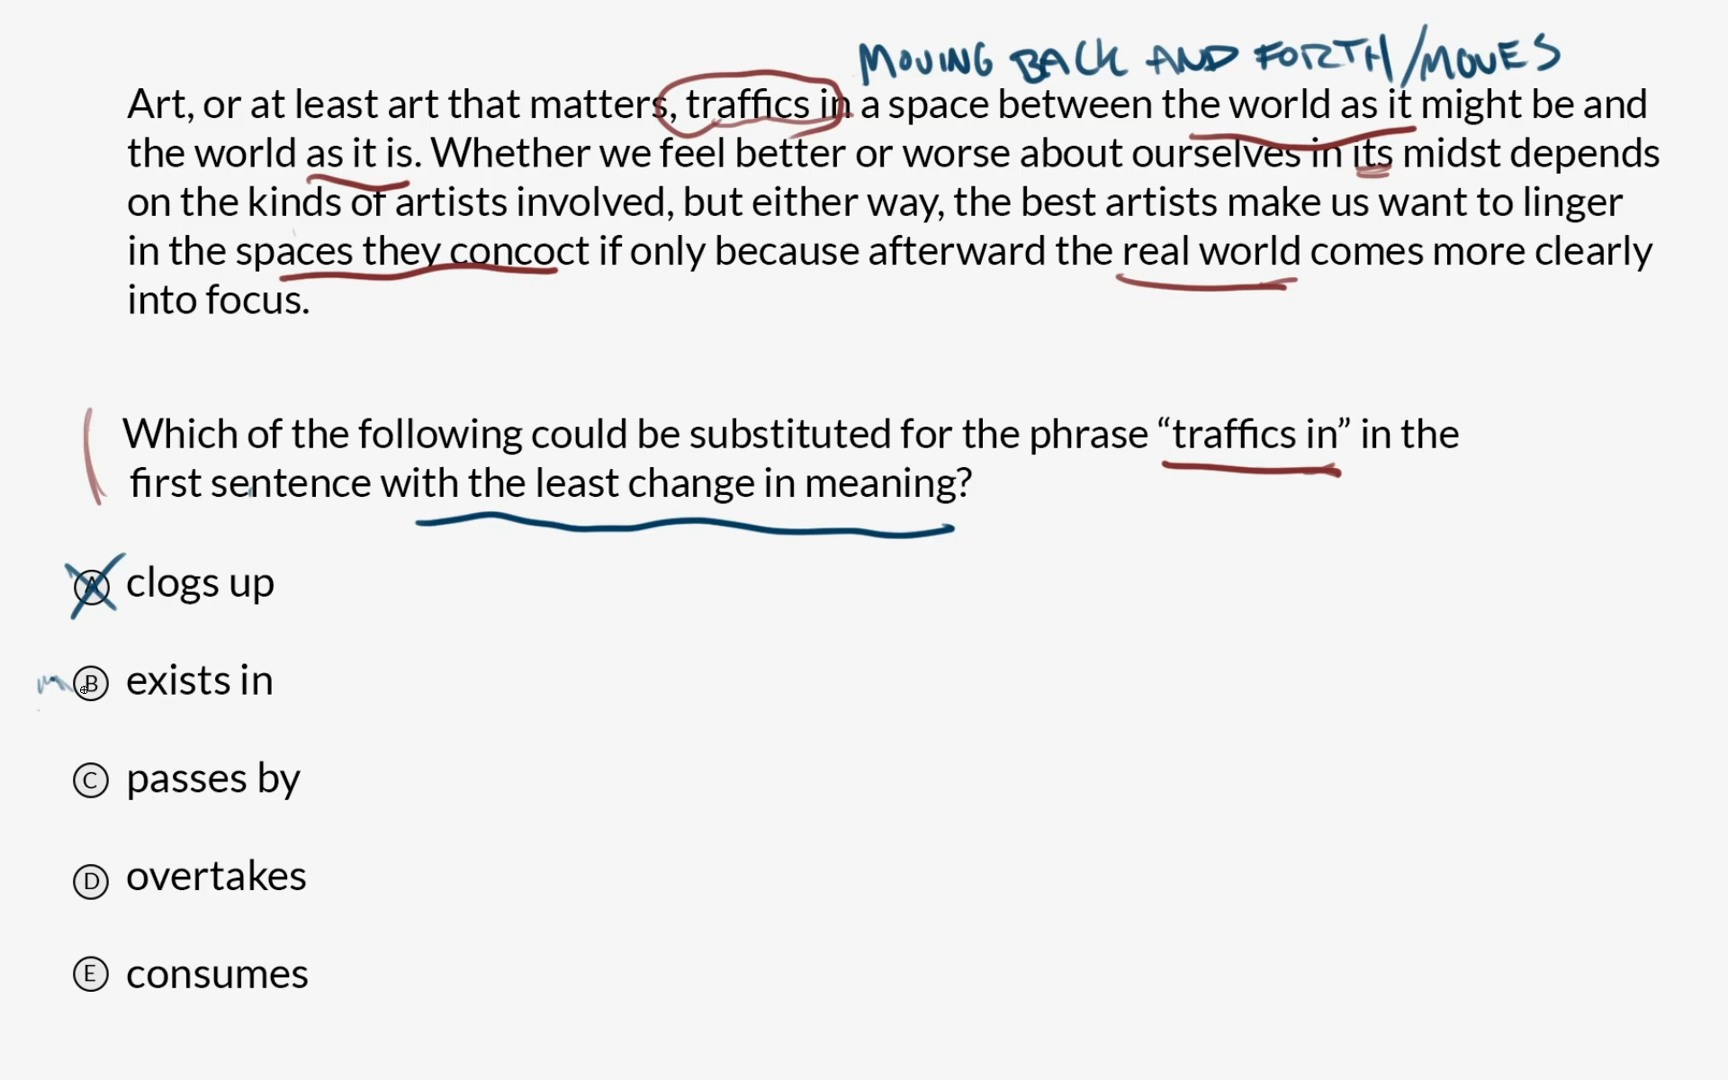 MOVING BACK AND FORTH/MOVES
Art, or at least art that matters, traffics in a space between the world as it might be and
the world as it is. Whether we feel better or worse about ourselves in its midst depends
on the kinds of artists involved, but either way, the best artists make us want to linger
in the spaces they concoct if only because afterward the real world comes more clearly
into focus.
Which of the following could be substituted for the phrase “traffics in” in the
first sentence with the least change in meaning?
A clogs up
B exists in
C passes by
D overtakes
E consumes